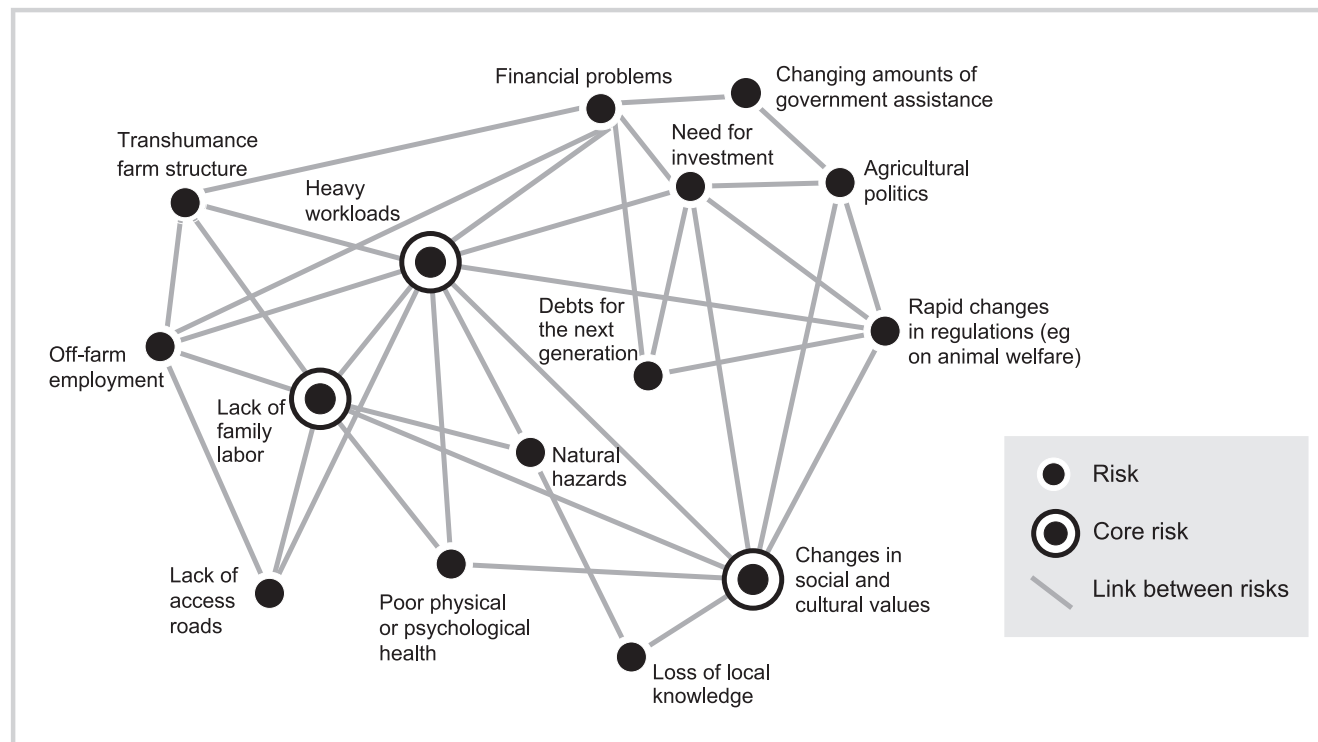 Financial problems
Changing amounts of
government assistance
Transhumance
farm structure
Need for
investment
Agricultural
politics
Heavy
workloads
Debts for
the next
generation
Rapid changes
in regulations (eg
on animal welfare)
Off-farm
employment
Lack of
family
labor
Natural
hazards
Lack of
access
roads
Poor physical
or psychological
health
Changes in
social and
cultural values
Loss of local
knowledge
Risk
Core risk
Link between risks